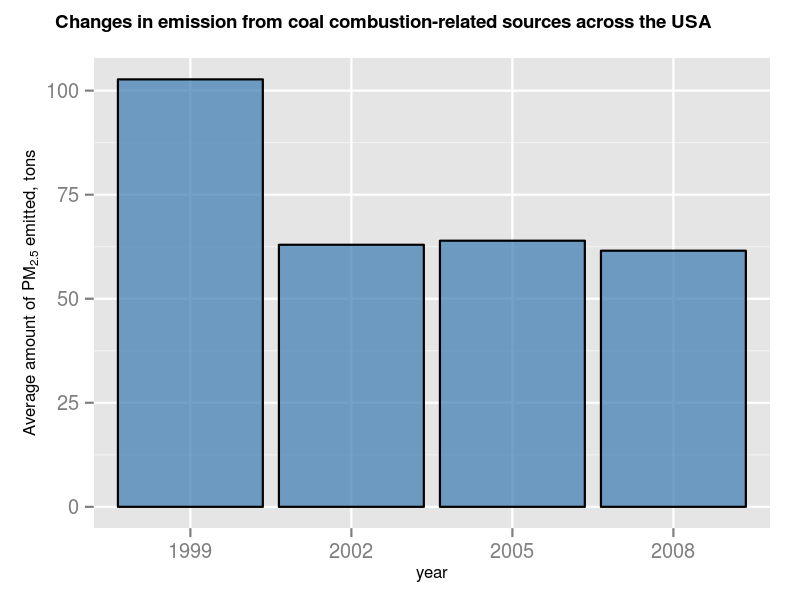 Changes in emission from coal combustion-related sources across the USA
Average amount of PM2.5 emitted, tons
100
75
50
25
0
1999 2002 2005 2008
year